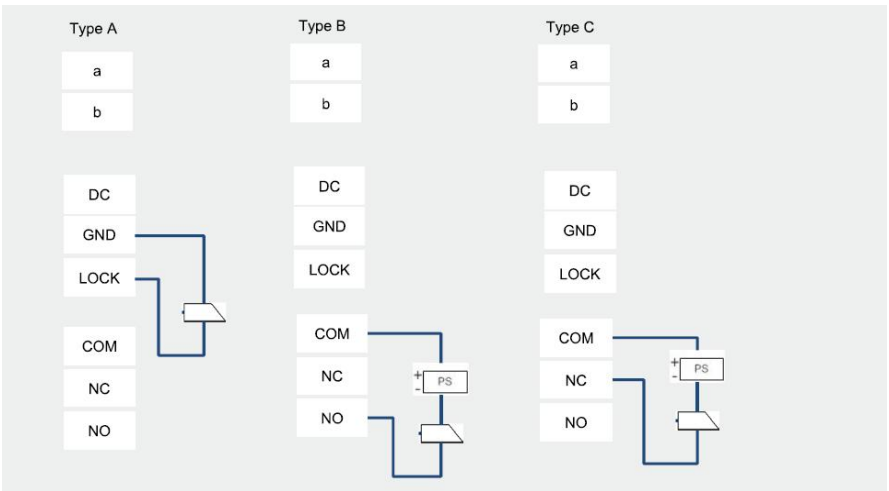 Type A
a
b
DC
GND
LOCK
COM
NC
NO
Type B
a
b
DC
GND
LOCK
COM
NC
NO
+
-
PS
Type C
a
b
DC
GND
LOCK
COM
NC
NO
+
-
PS